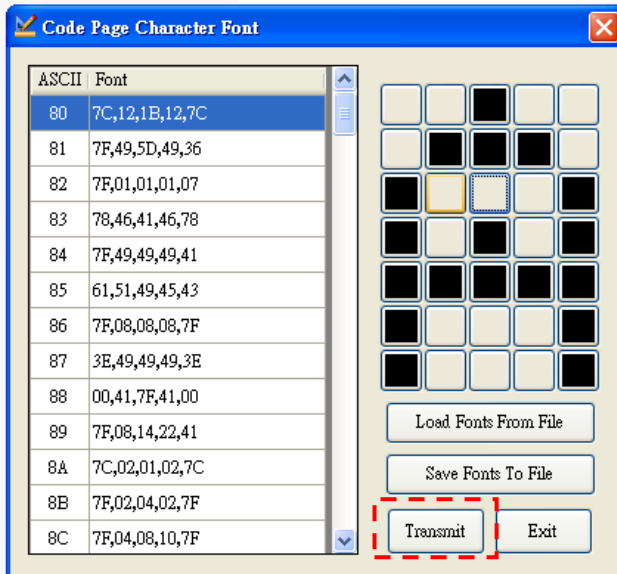 Code Page Character Font
ASCII Font
80 7C,12,1B,12,7C
81 7F,49,5D,49,36
82 7F,01,01,01,07
83 78,46,41,46,78
84 7F,49,49,49,41
85 61,51,49,45,43
86 7F,08,08,08,7F
87 3E,49,49,49,3E
88 00,41,7F,41,00
89 7F,08,14,22,41
8A 7C,02,01,02,7C
8B 7F,02,04,02,7F
8C 7F,04,08,10,7F
Load Fonts From File
Save Fonts To File
Transmit Exit